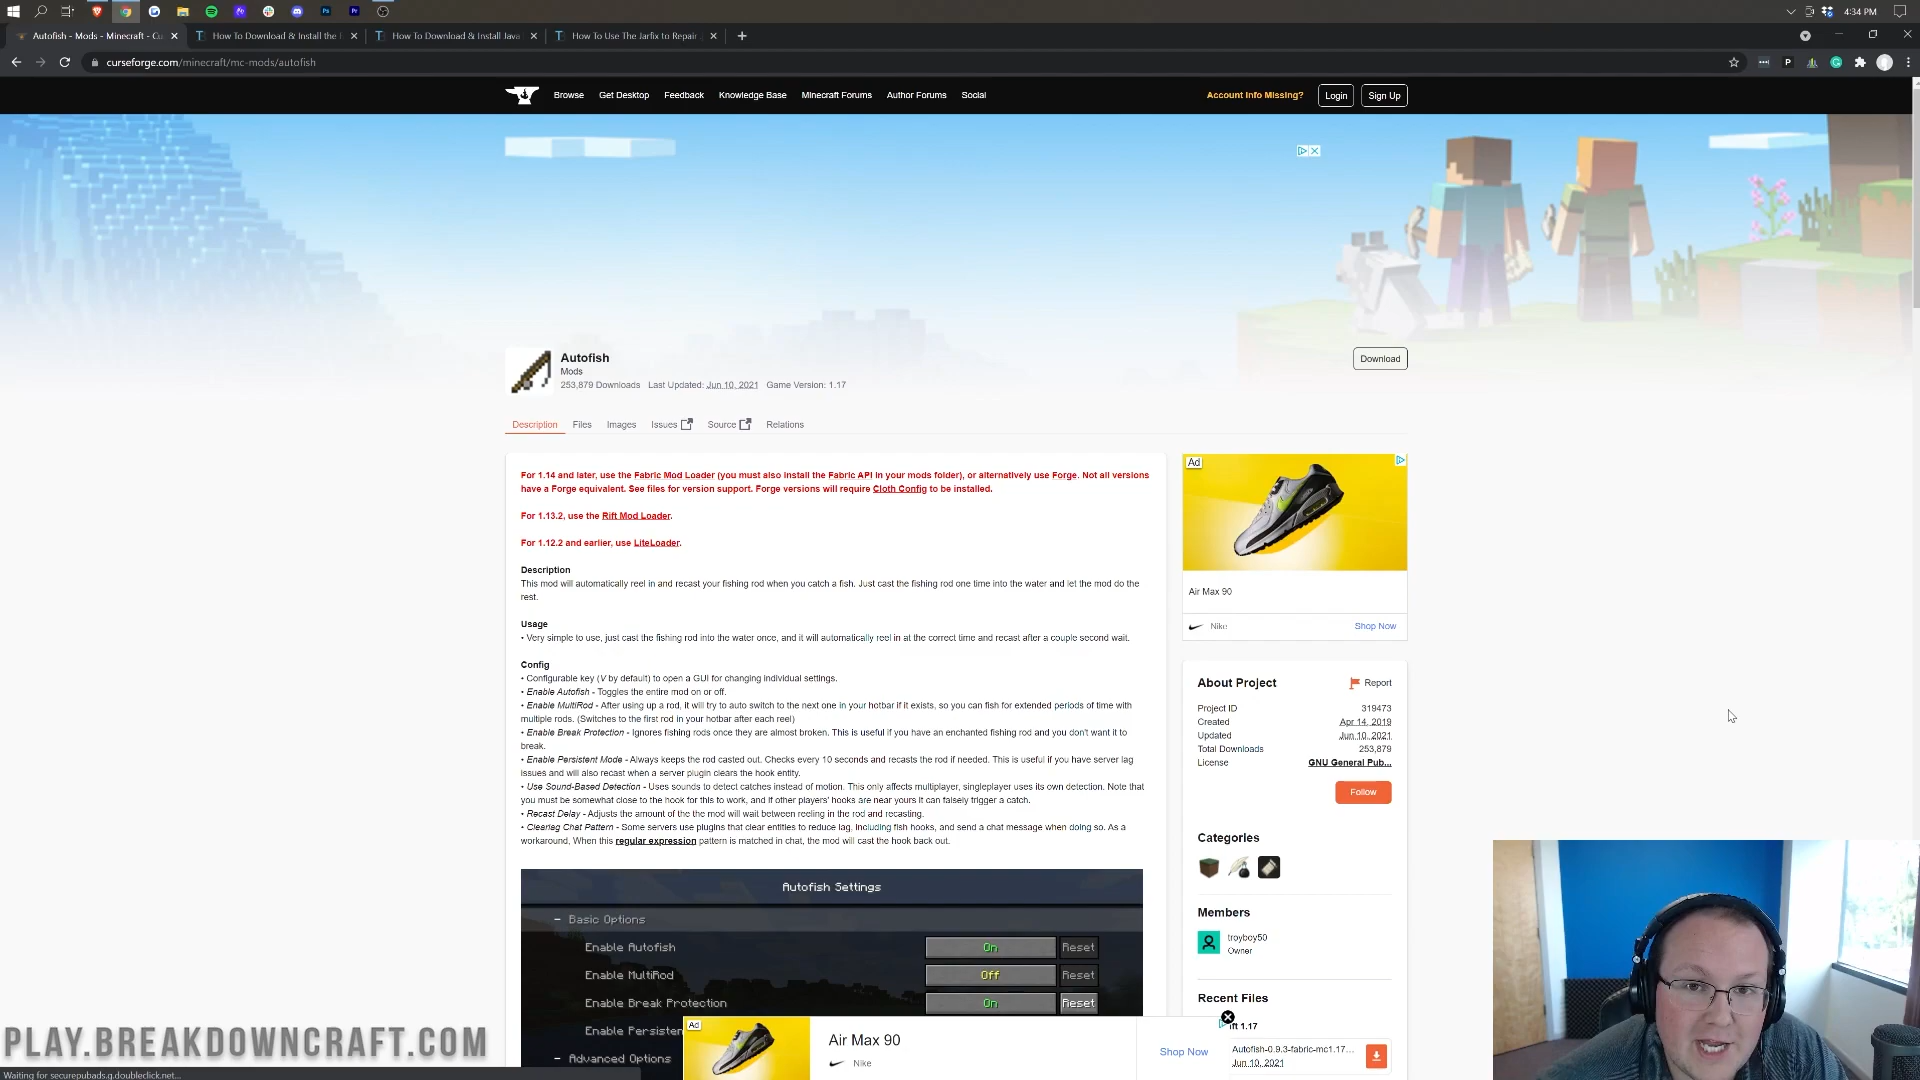 4:34 PM
Autofish - Mods - Minecraft - Cu
How To Download & Install the
How To Download & Install Java
How To Use The Jarfix to Repair
curseforge.com/minecraft/mc-mods/autofish
Browse Get Desktop Feedback Knowledge Base Minecraft Forums Author Forums Social
Account Info Missing? Login Sign Up
Autofish
Mods
253,879 Downloads Last Updated: Jun 10, 2021 Game Version: 1.17
Download
Description Files Images Issues Source Relations
For 1.14 and later, use the Fabric Mod Loader (you must also install the Fabric API in your mods folder), or alternatively use Forge. Not all versions
have a Forge equivalent. See files for version support. Forge versions will require Cloth Config to be installed.
For 1.13.2, use the Rift Mod Loader.
For 1.12.2 and earlier, use LiteLoader.
Description
This mod will automatically reel in and recast your fishing rod when you catch a fish. Just cast the fishing rod one time into the water and let the mod do the
rest.
Usage
• Very simple to use, just cast the fishing rod into the water once, and it will automatically reel in at the correct time and recast after a couple second wait.
Config
• Configurable key (V by default) to open a GUI for changing individual settings.
• Enable Autofish - Toggles the entire mod on or off.
• Enable MultiRod - After using up a rod, it will try to auto switch to the next one in your hotbar if it exists, so you can fish for extended periods of time with
multiple rods. (Switches to the first rod in your hotbar after each reel)
• Enable Break Protection - Ignores fishing rods once they are almost broken. This is useful if you have an enchanted fishing rod and you don't want it to
break.
• Enable Persistent Mode - Always keeps the rod casted out. Checks every 10 seconds and recasts the rod if needed. This is useful if you have server lag
issues and will also recast when a server plugin clears the hook entity.
• Use Sound-Based Detection - Uses sounds to detect catches instead of motion. This only affects multiplayer, singleplayer uses its own detection. Note that
you must be somewhat close to the hook for this to work, and if other players' hooks are near yours it can falsely trigger a catch.
• Recast Delay - Adjusts the amount of the the mod will wait between reeling in the rod and recasting.
• Clearlag Chat Pattern - Some servers use plugins that clear entities to reduce lag, including fish hooks, and send a chat message when doing so. As a
workaround, When this regular expression pattern is matched in chat, the mod will cast the hook back out.
Autofish Settings
– Basic Options
Enable Autofish On Reset
Enable MultiRod Off Reset
Enable Break Protection On Reset
Enable Persisten
– Advanced Options
Ad
Air Max 90
Nike Shop Now
About Project Report
Project ID 319473
Created Apr 14, 2019
Updated Jun 10, 2021
Total Downloads 253,879
License GNU General Pub...
Follow
Categories
Members
troyboy50
Owner
Recent Files
ft 1.17
Autofish-0.9.3-fabric-mc1.17...
Jun 10, 2021
Ad
Air Max 90
Nike
Shop Now
PLAY.BREAKDOWNCRAFT.COM
Waiting for securepubads.g.doubleclick.net...